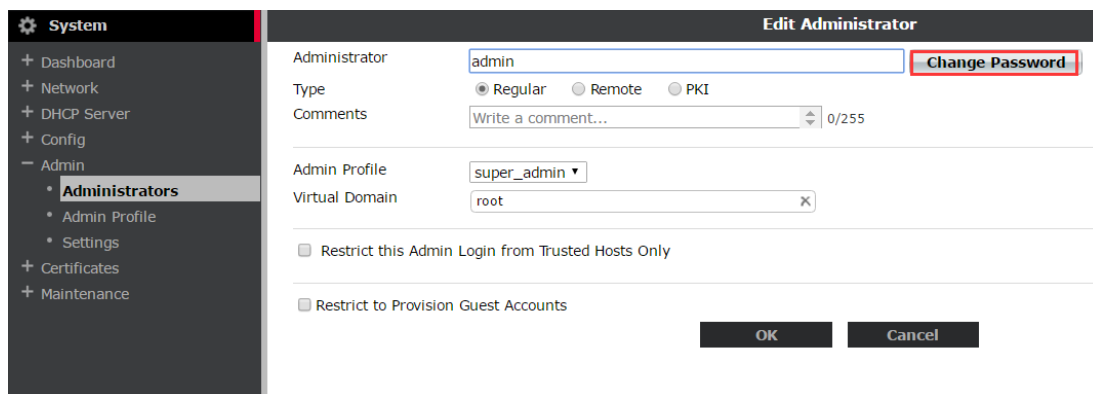 System
Dashboard
Network
DHCP Server
Config
Admin
Administrators
Admin Profile
Settings
Certificates
Maintenance
Edit Administrator
Administrator admin Change Password
Type Regular Remote PKI
Comments Write a comment... 0/255
Admin Profile super_admin
Virtual Domain root
Restrict this Admin Login from Trusted Hosts Only
Restrict to Provision Guest Accounts
OK Cancel